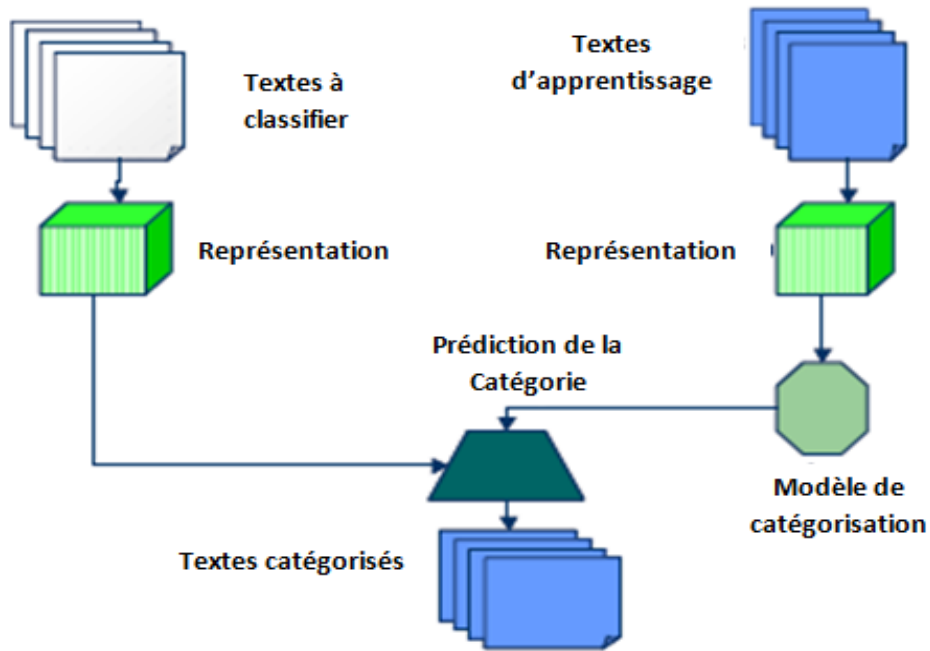 Textes à
classifier
Textes
d'apprentissage
Représentation
Représentation
Prédiction de la
Catégorie
Modèle de
catégorisation
Textes catégorisés